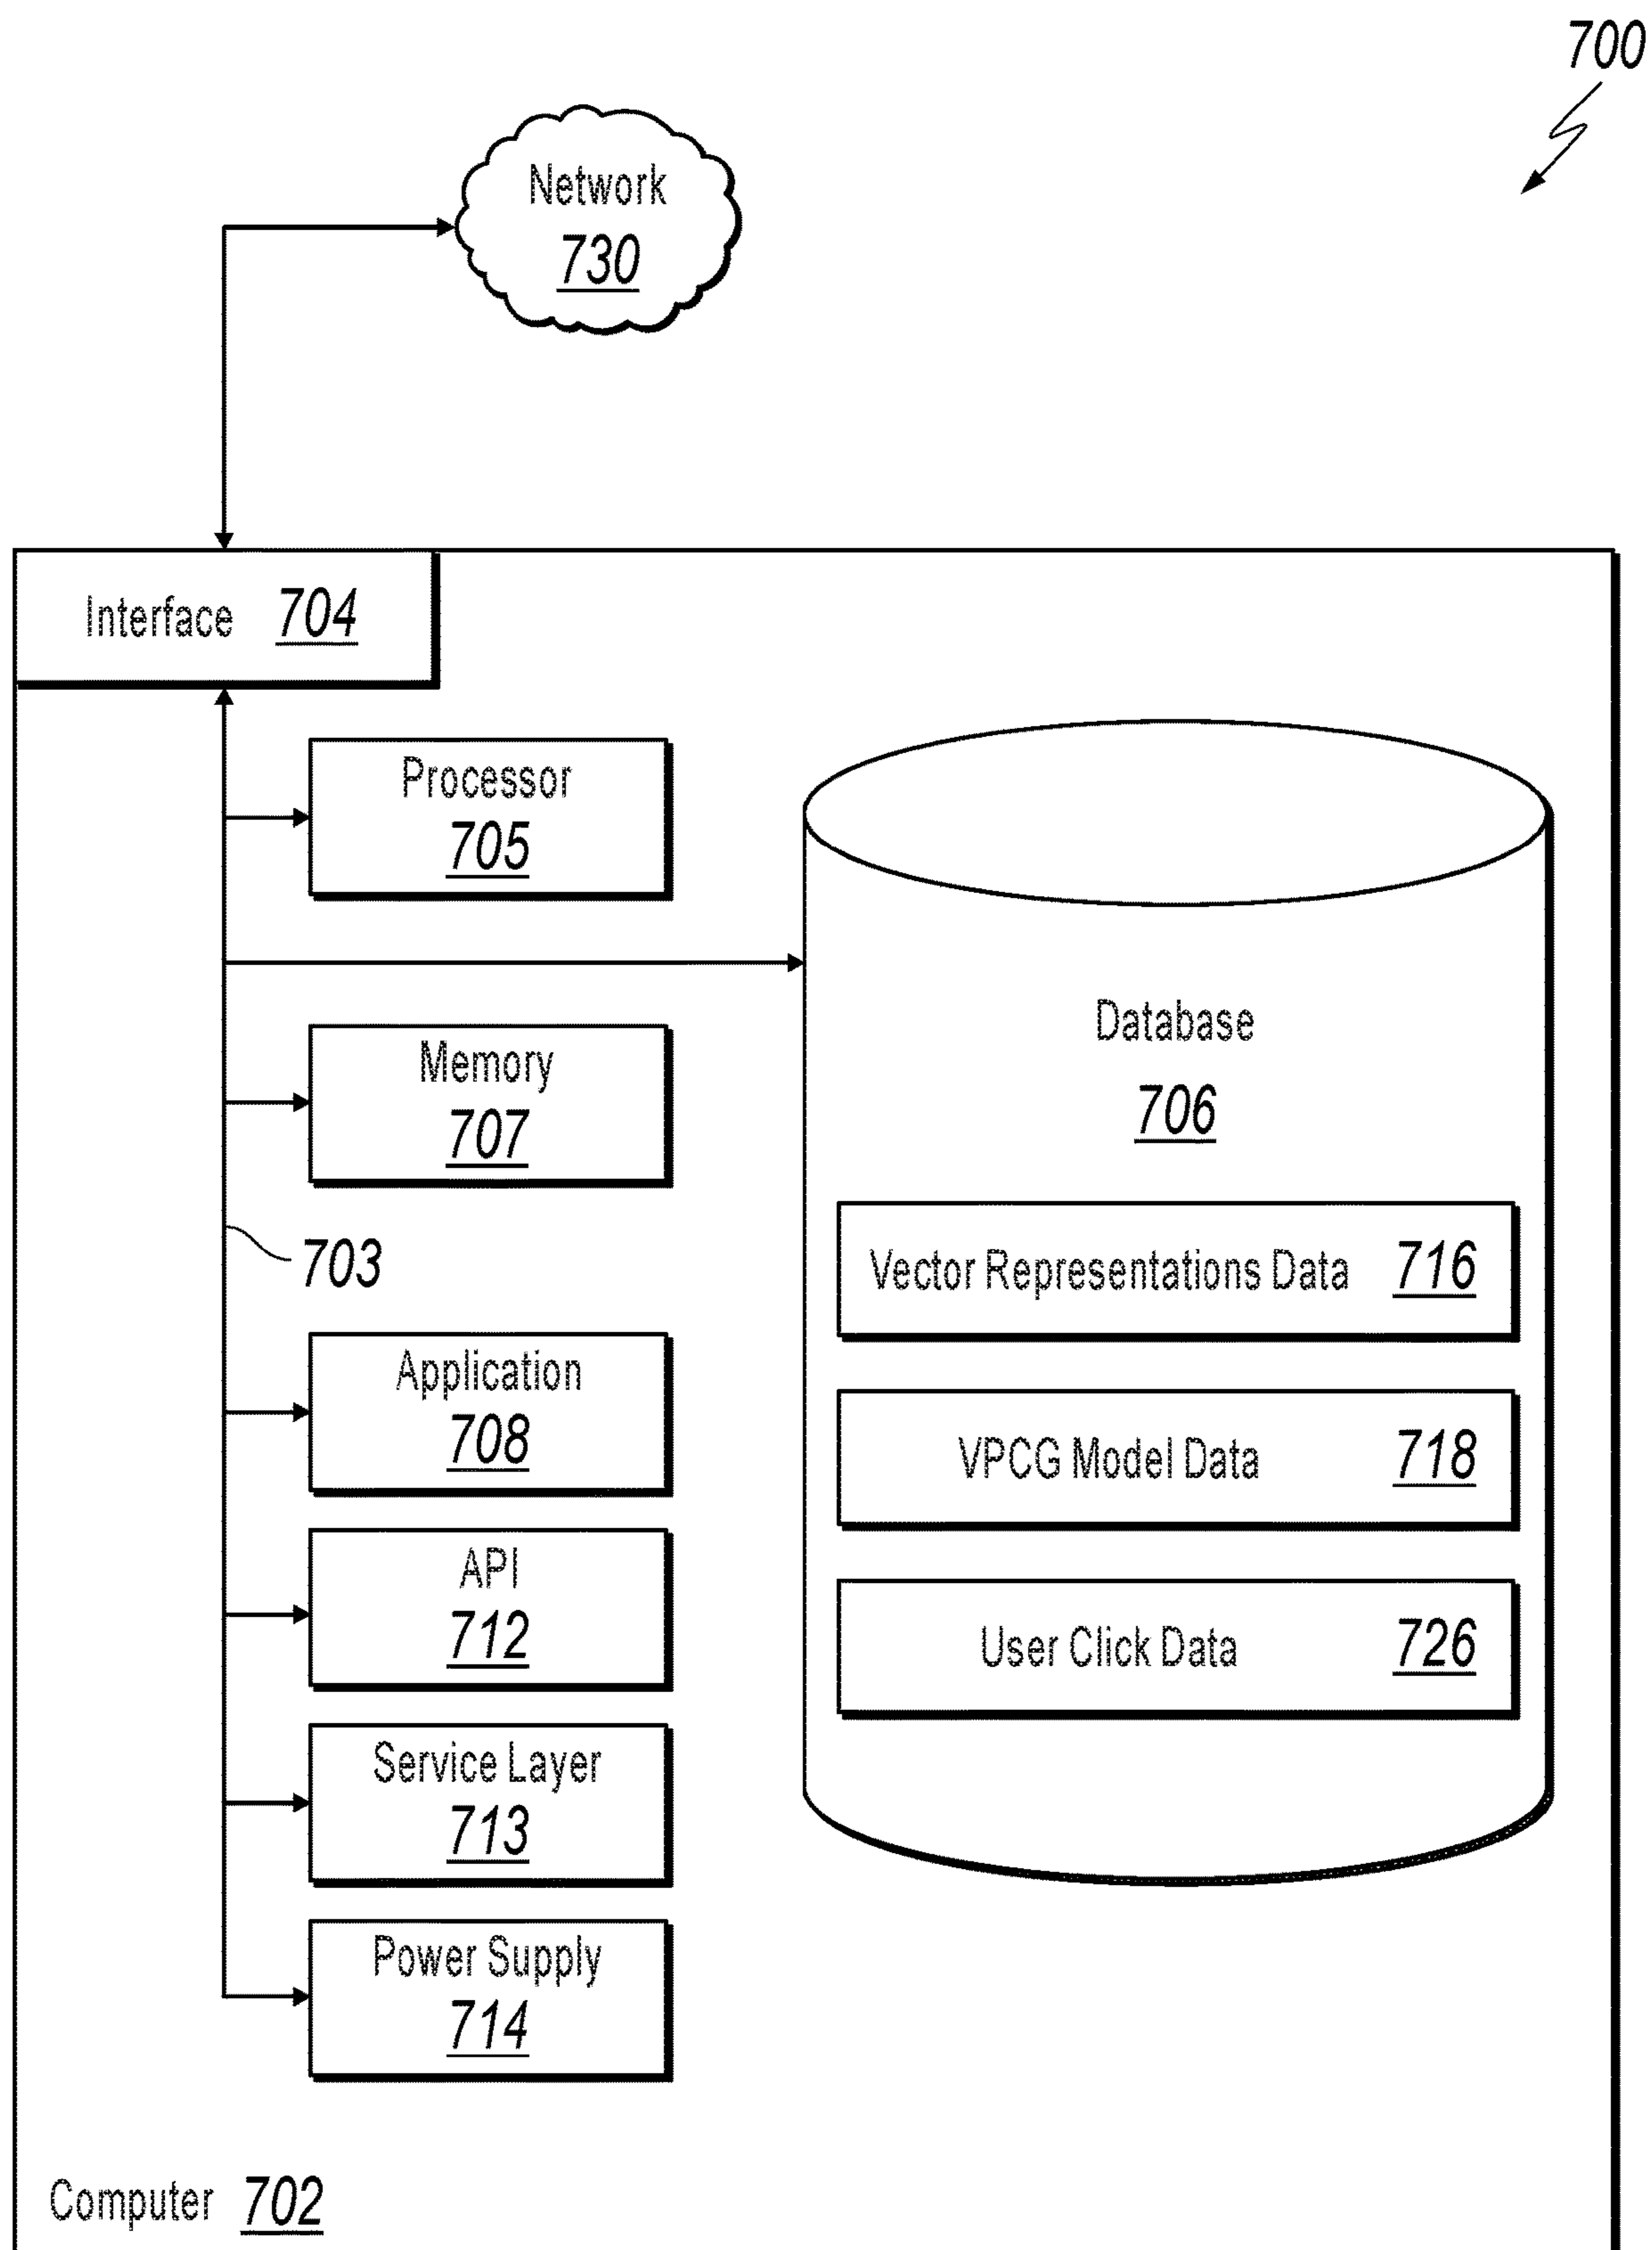 700
Network
730
Interface 704
Processor
705
Database
706
Memory
707
703
Vector Representations Data 716
Application
708
VPCG Model Data 718
API
712
User Click Data 726
Service Layer
713
Power Supply
714
Computer 702